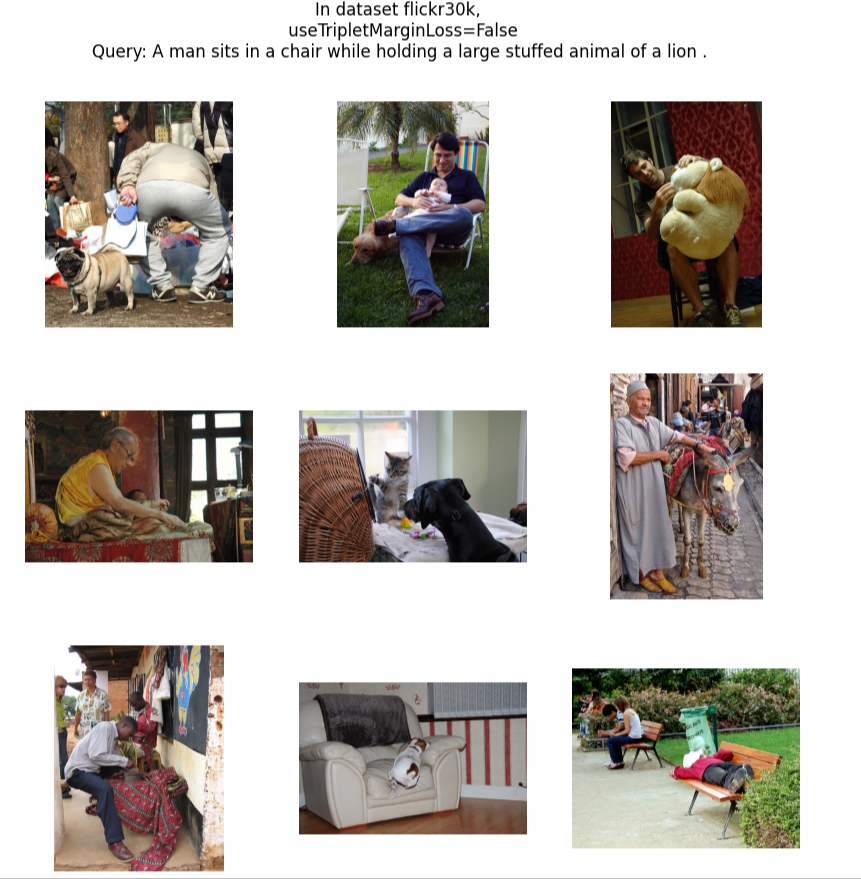 In dataset flickr30k,
useTripletMarginLoss=False
Query: A man sits in a chair while holding a large stuffed animal of a lion .